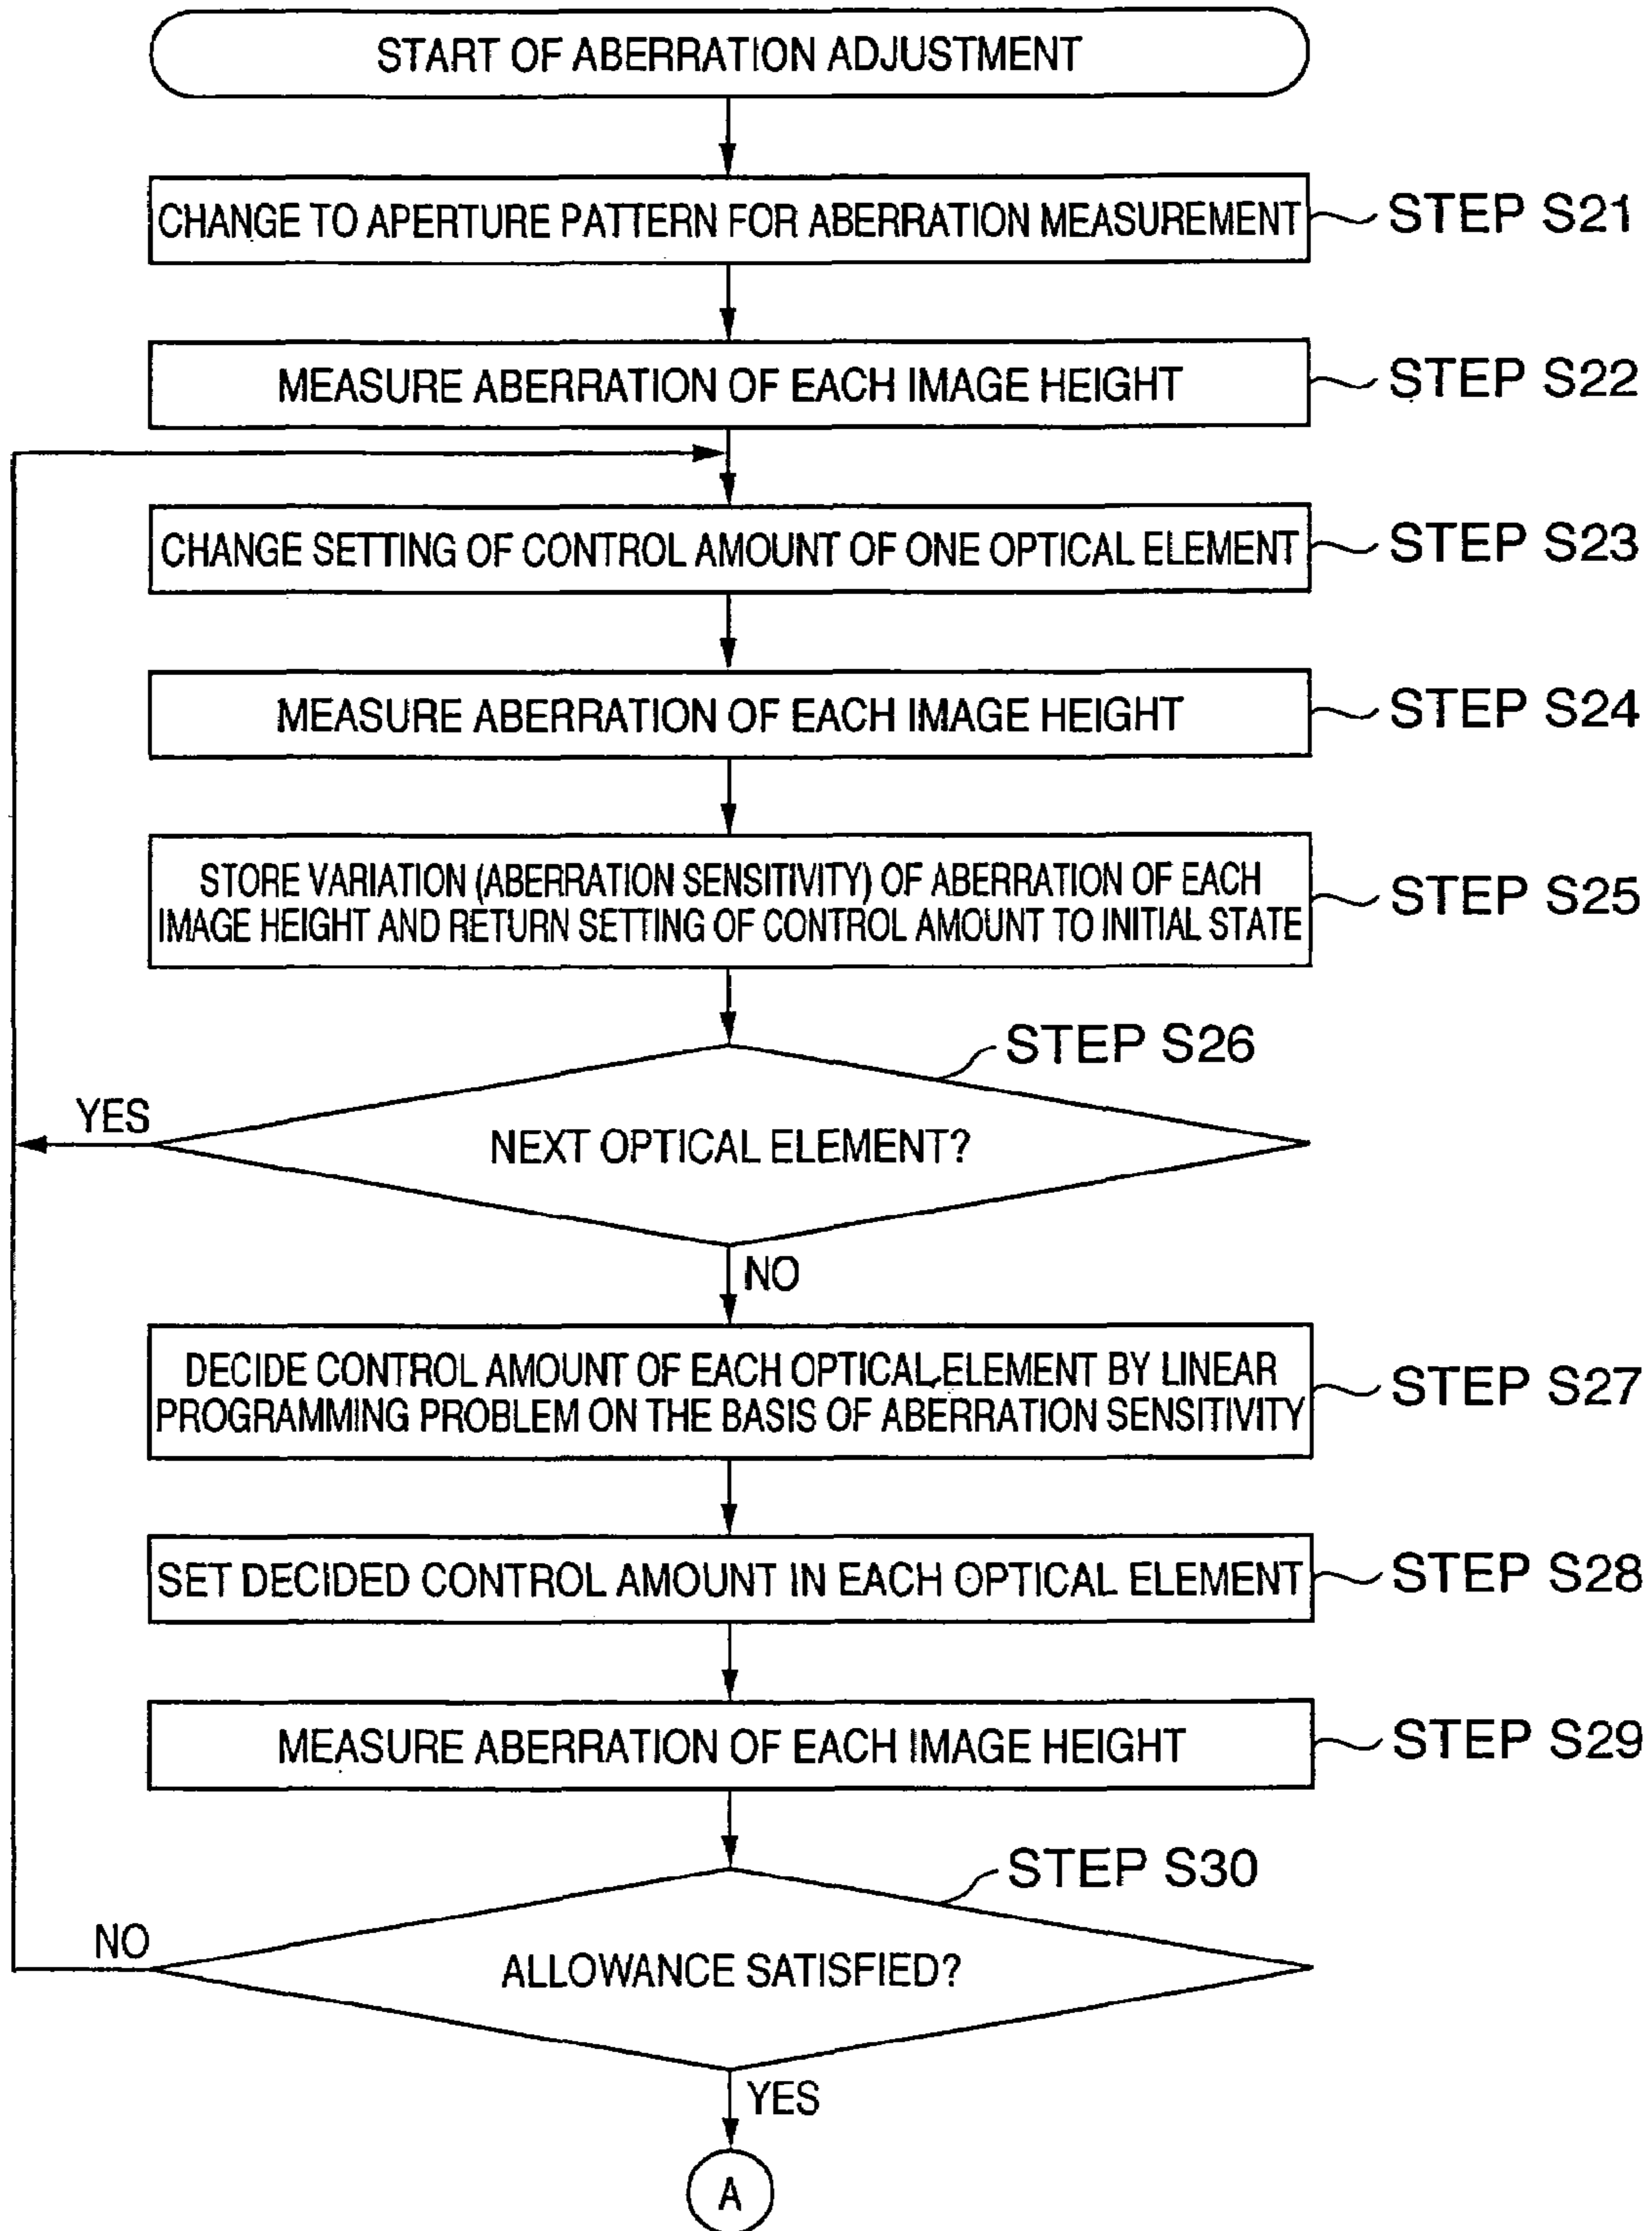 START OF ABERRATION ADJUSTMENT
CHANGE TO APERTURE PATTERN FOR ABERRATION MEASUREMENT
STEP S21
MEASURE ABERRATION OF EACH IMAGE HEIGHT
STEP S22
CHANGE SETTING OF CONTROL AMOUNT OF ONE OPTICAL ELEMENT
STEP S23
MEASURE ABERRATION OF EACH IMAGE HEIGHT
STEP S24
STORE VARIATION (ABERRATION SENSITIVITY) OF ABERRATION OF EACH
IMAGE HEIGHT AND RETURN SETTING OF CONTROL AMOUNT TO INITIAL STATE
STEP S25
STEP S26
YES
NEXT OPTICAL ELEMENT?
NO
DECIDE CONTROL AMOUNT OF EACH OPTICAL ELEMENT BY LINEAR
PROGRAMMING PROBLEM ON THE BASIS OF ABERRATION SENSITIVITY
STEP S27
SET DECIDED CONTROL AMOUNT IN EACH OPTICAL ELEMENT
STEP S28
MEASURE ABERRATION OF EACH IMAGE HEIGHT
STEP S29
STEP S30
NO
ALLOWANCE SATISFIED?
YES
A